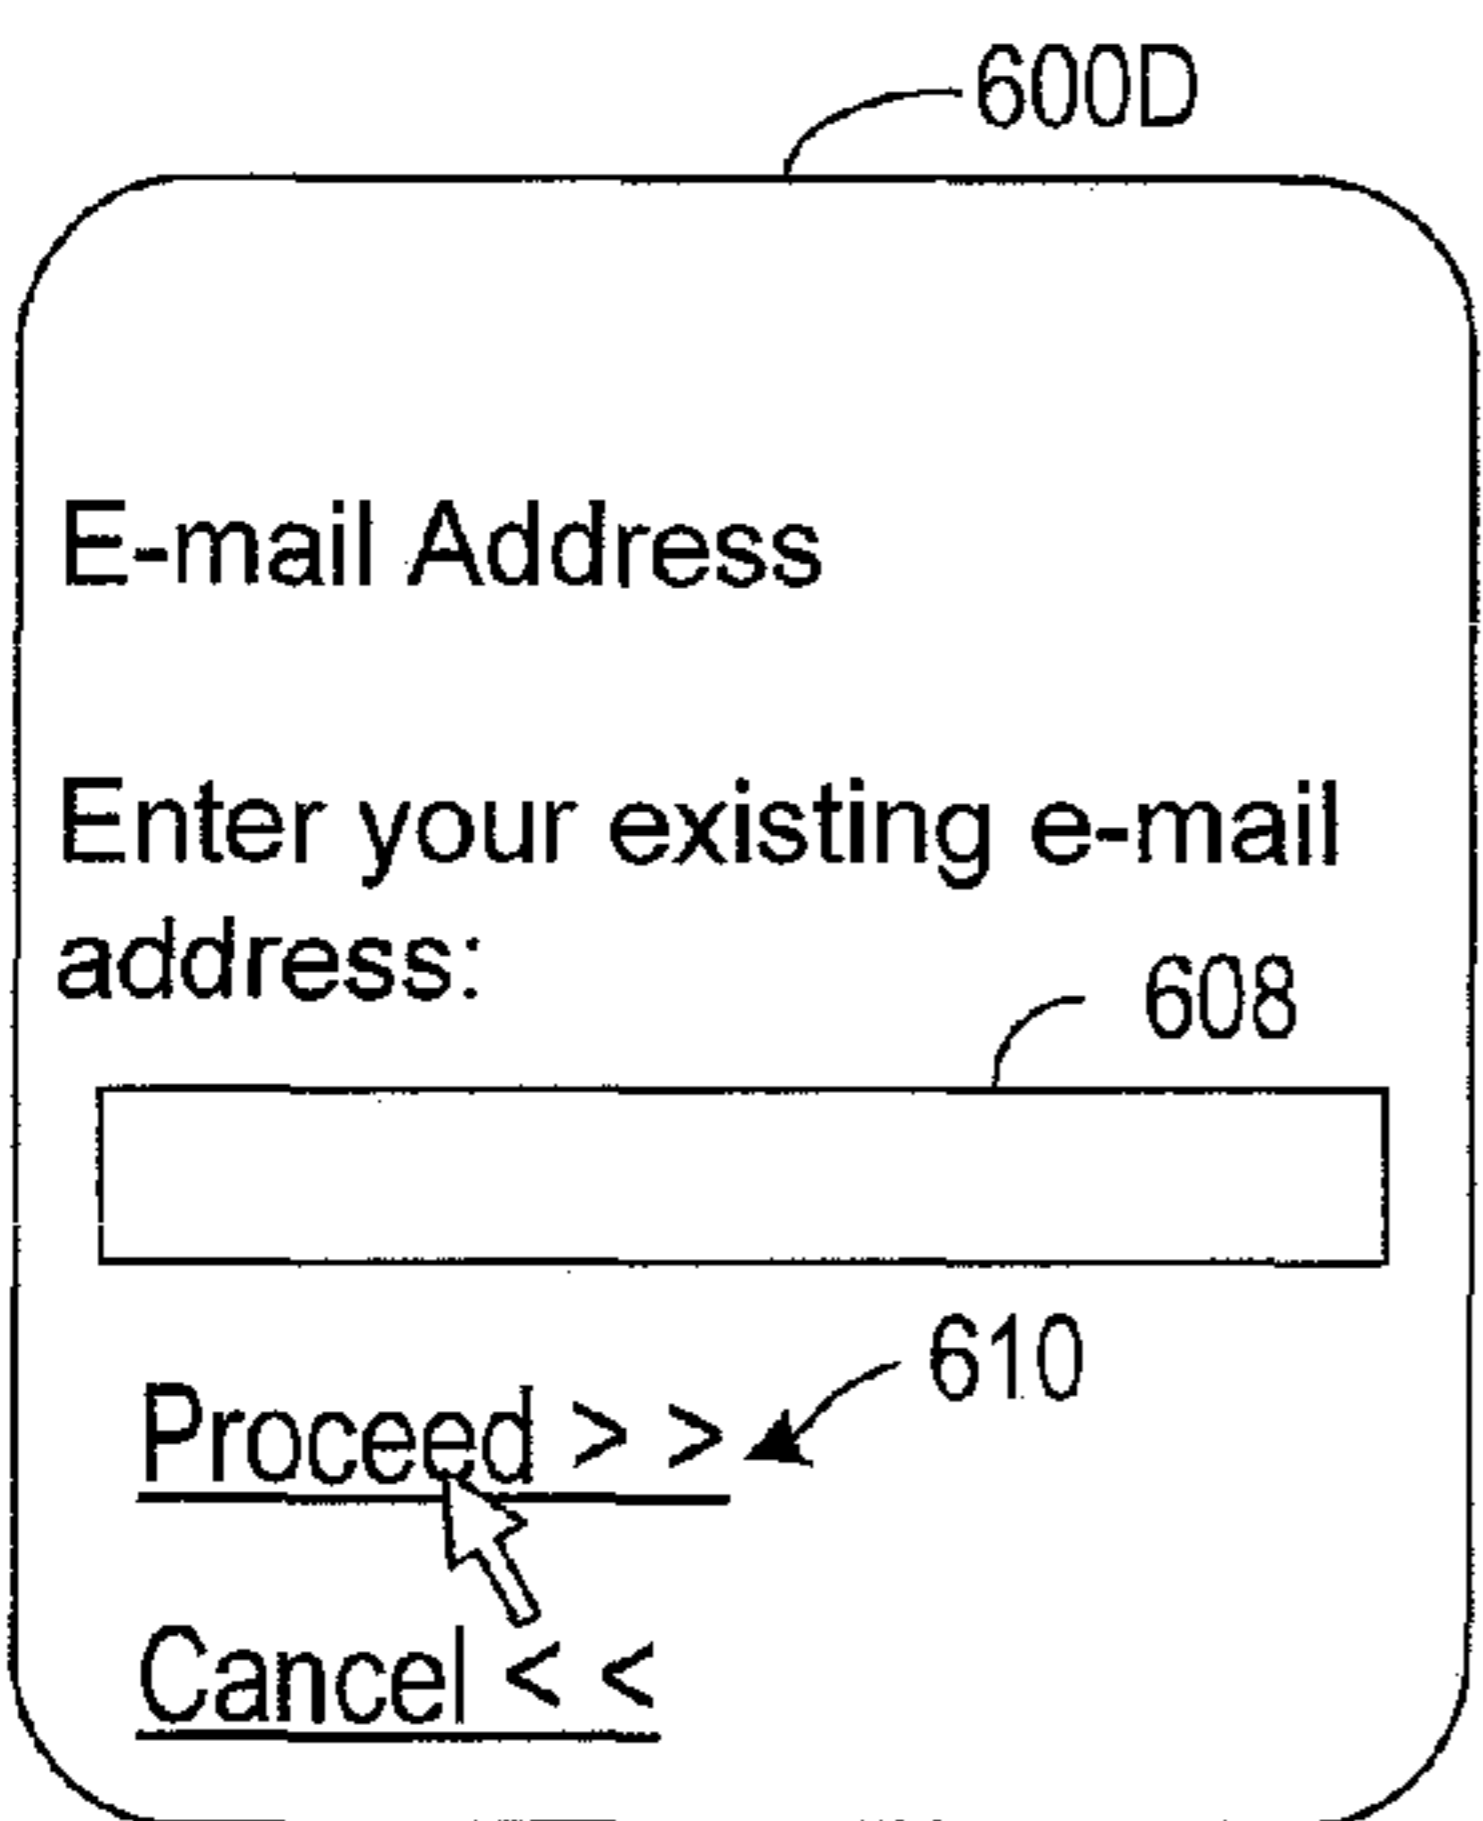 600D
E-mail Address
Enter your existing e-mail
address:
608
610
Proceed > >
Cancel < <